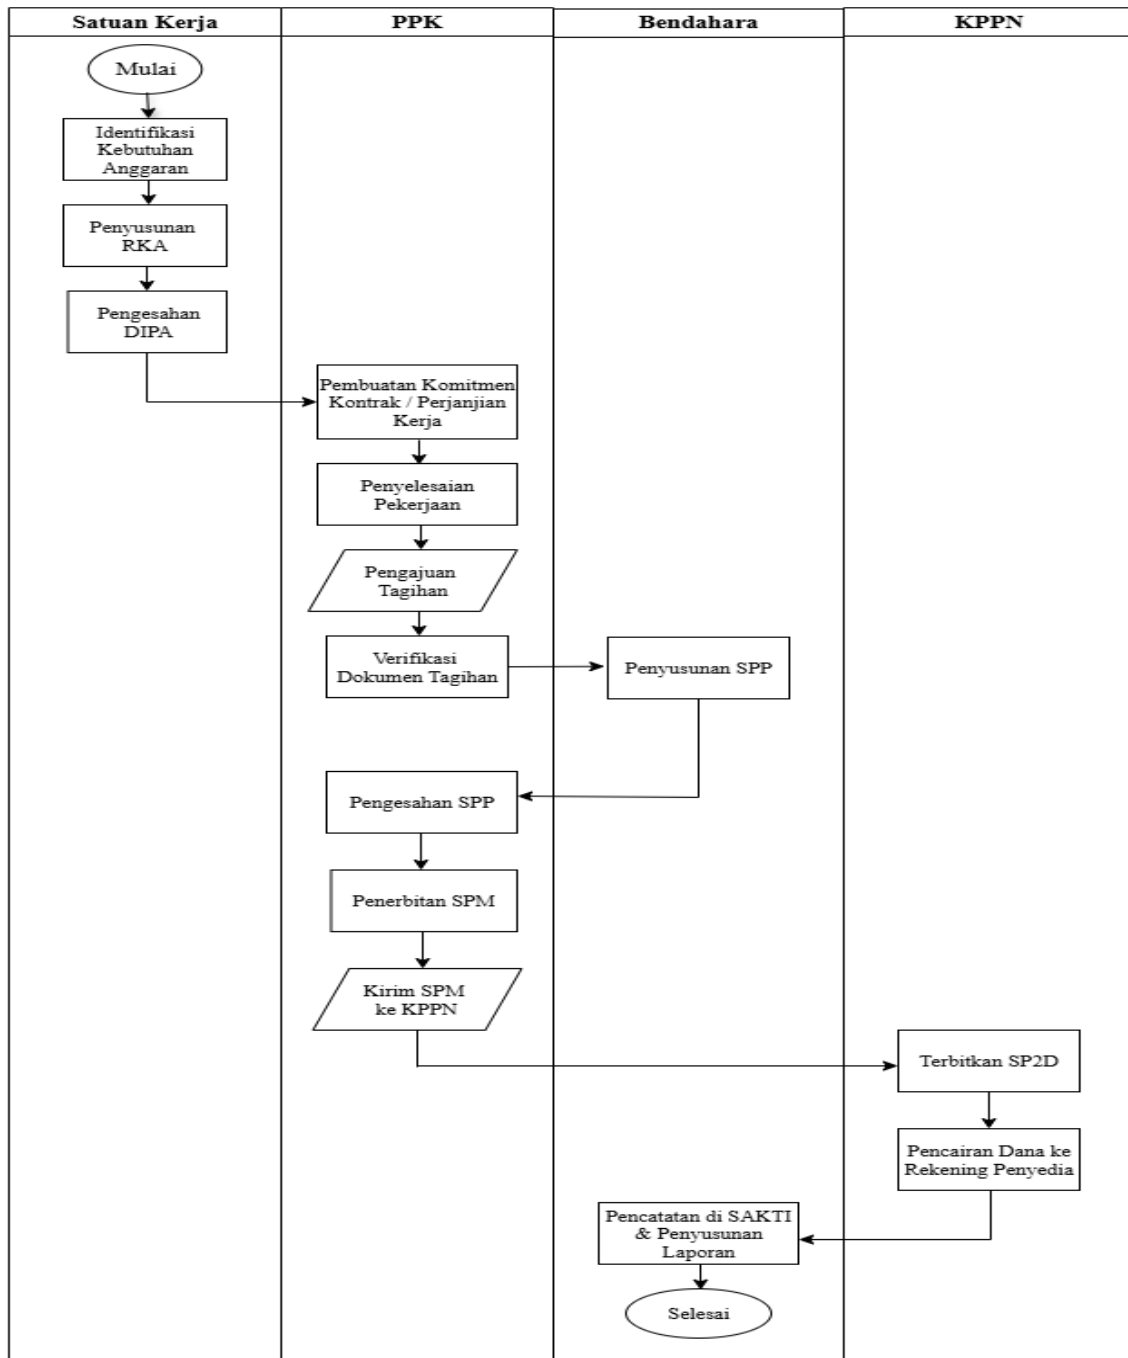 Satuan Kerja
PPK
Bendahara
KPPN
Mulai
Identifikasi
Kebutuhan
Anggaran
Penyusunan
RKA
Pengesahan
DIPA
Pembuatan Komitmen
Kontrak / Perjanjian
Kerja
Penyelesaian
Pekerjaan
Pengajuan
Tagihan
Verifikasi
Dokumen Tagihan
Penyusunan SPP
Pengesahan SPP
Penerbitan SPM
Kirim SPM
ke KPPN
Terbitkan SP2D
Pencairan Dana ke
Rekening Penyedia
Pencatatan di SAKTI
& Penyusunan
Laporan
Selesai